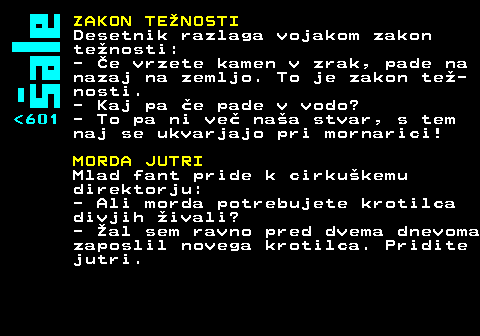 šale
<601
ZAKON TEŽNOSTI
Desetnik razlaga vojakom zakon
težnosti:
- Če vrzete kamen v zrak, pade na
nazaj na zemljo. To je zakon tež-
nosti.
- Kaj pa če pade v vodo?
- To pa ni več naša stvar, s tem
naj se ukvarjajo pri mornarici!
MORDA JUTRI
Mlad fant pride k cirkuškemu
direktorju:
- Ali morda potrebujete krotilca
divjih živali?
- Žal sem ravno pred dvema dnevoma
zaposlil novega krotilca. Pridite
jutri.